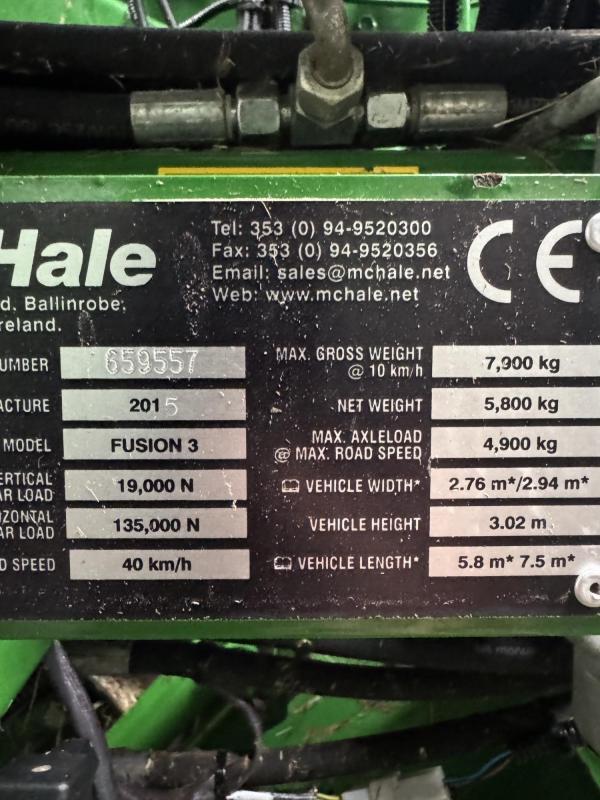 Hale
d. Ballinrobe,
reland.
Tel: 353 (0) 94-9520300
Fax: 353 (0) 94-9520356
Email: sales@mchale.net
Web: www.mchale.net
CE
UMBER 659557
ACTURE 2015
MODEL FUSION 3
ERTICAL
AR LOAD 19,000 N
IZONTAL
AR LOAD 135,000 N
D SPEED 40 km/h
MAX. GROSS WEIGHT
@ 10 km/h 7,900 kg
NET WEIGHT 5,800 kg
MAX. AXLELOAD
@ MAX. ROAD SPEED 4,900 kg
VEHICLE WIDTH* 2.76 m*/2.94 m*
VEHICLE HEIGHT 3.02 m
VEHICLE LENGTH* 5.8 m* 7.5 m*